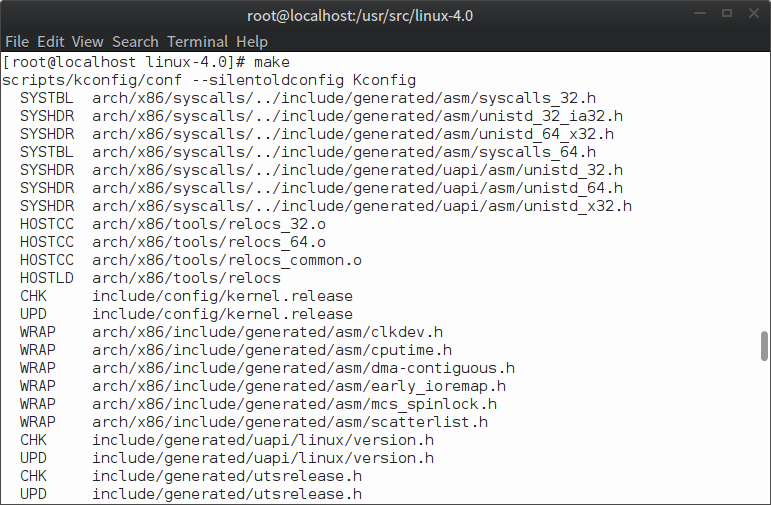 root@localhost:/usr/src/linux-4.0
File Edit View Search Terminal Help
[root@localhost linux-4.0]# make
scripts/kconfig/conf --silentoldconfig Kconfig
  SYSTBL  arch/x86/syscalls/../include/generated/asm/syscalls_32.h
  SYSHDR  arch/x86/syscalls/../include/generated/asm/unistd_32_ia32.h
  SYSHDR  arch/x86/syscalls/../include/generated/asm/unistd_64_x32.h
  SYSTBL  arch/x86/syscalls/../include/generated/asm/syscalls_64.h
  SYSHDR  arch/x86/syscalls/../include/generated/uapi/asm/unistd_32.h
  SYSHDR  arch/x86/syscalls/../include/generated/uapi/asm/unistd_64.h
  SYSHDR  arch/x86/syscalls/../include/generated/uapi/asm/unistd_x32.h
  HOSTCC  arch/x86/tools/relocs_32.o
  HOSTCC  arch/x86/tools/relocs_64.o
  HOSTCC  arch/x86/tools/relocs_common.o
  HOSTLD  arch/x86/tools/relocs
  CHK     include/config/kernel.release
  UPD     include/config/kernel.release
  WRAP    arch/x86/include/generated/asm/clkdev.h
  WRAP    arch/x86/include/generated/asm/cputime.h
  WRAP    arch/x86/include/generated/asm/dma-contiguous.h
  WRAP    arch/x86/include/generated/asm/early_ioremap.h
  WRAP    arch/x86/include/generated/asm/mcs_spinlock.h
  WRAP    arch/x86/include/generated/asm/scatterlist.h
  CHK     include/generated/uapi/linux/version.h
  UPD     include/generated/uapi/linux/version.h
  CHK     include/generated/utsrelease.h
  UPD     include/generated/utsrelease.h